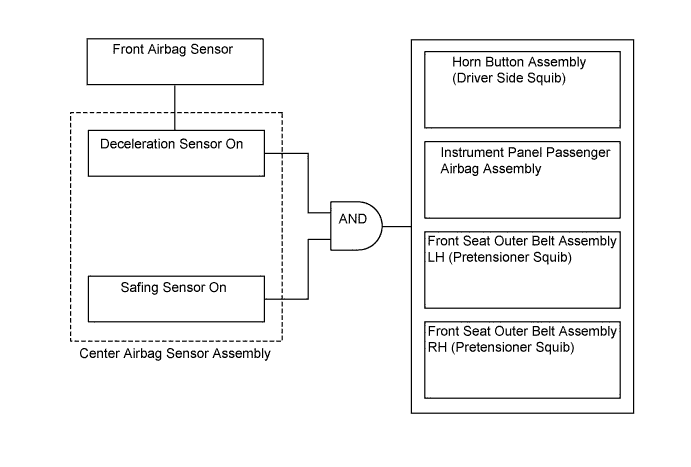 Front Airbag Sensor
Deceleration Sensor On
Safing Sensor On
Center Airbag Sensor Assembly
AND
Horn Button Assembly
(Driver Side Squib)
Instrument Panel Passenger
Airbag Assembly
Front Seat Outer Belt Assembly
LH (Pretensioner Squib)
Front Seat Outer Belt Assembly
RH (Pretensioner Squib)